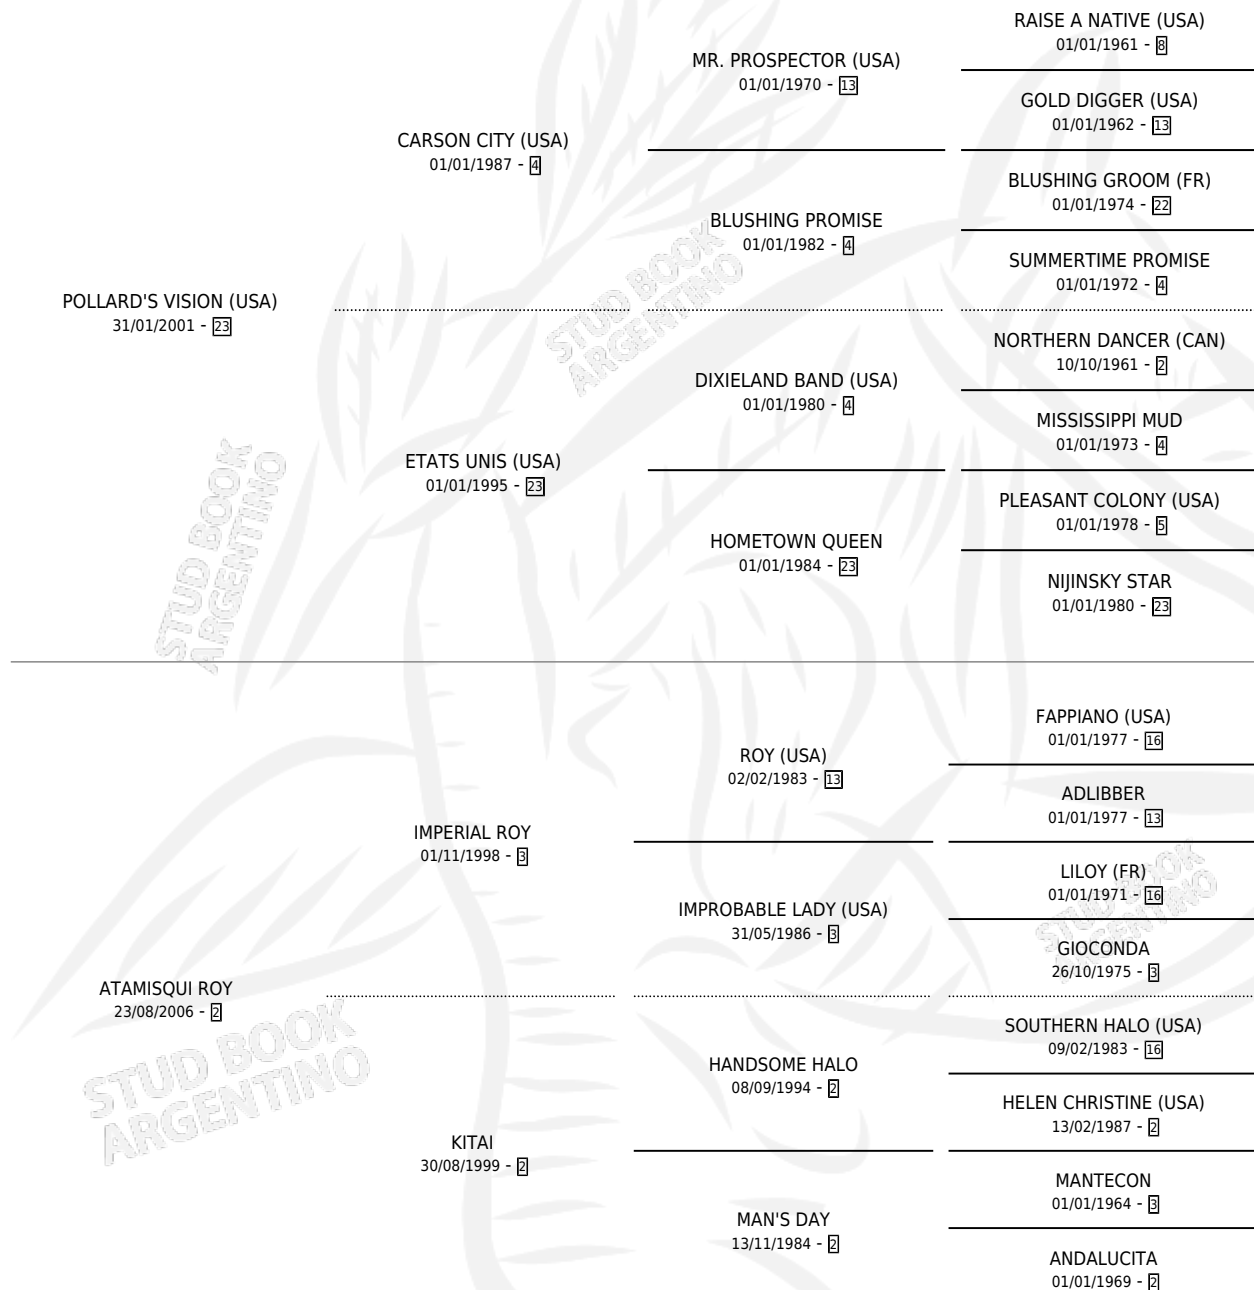 RAISE A NATIVE (USA)
01/01/1961 - 8
MR. PROSPECTOR (USA)
01/01/1970 - 13
GOLD DIGGER (USA)
01/01/1962 - 13
CARSON CITY (USA)
01/01/1987 - 4
BLUSHING GROOM (FR)
01/01/1974 - 22
BLUSHING PROMISE
01/01/1982 - 4
SUMMERTIME PROMISE
01/01/1972 - 4
POLLARD'S VISION (USA)
31/01/2001 - 23
STUD BOOK
ARGENTINO
NORTHERN DANCER (CAN)
10/10/1961 - 2
DIXIELAND BAND (USA)
01/01/1980 - 4
MISSISSIPPI MUD
01/01/1973 - 4
ETATS UNIS (USA)
01/01/1995 - 23
PLEASANT COLONY (USA)
01/01/1978 - 5
HOMETOWN QUEEN
01/01/1984 - 23
NIJINSKY STAR
01/01/1980 - 23
STUD BOOK
ARGENTINO
FAPPIANO (USA)
01/01/1977 - 16
ROY (USA)
02/02/1983 - 13
ADLIBBER
01/01/1977 - 13
IMPERIAL ROY
01/11/1998 - 3
LILOY (FR)
01/01/1971 - 16
IMPROBABLE LADY (USA)
31/05/1986 - 3
STUD BOOK
ARGENTINO
GIOCONDA
26/10/1975 - 3
ATAMISQUI ROY
23/08/2006 - 2
SOUTHERN HALO (USA)
09/02/1983 - 16
HANDSOME HALO
08/09/1994 - 2
HELEN CHRISTINE (USA)
13/02/1987 - 2
STUD BOOK
ARGENTINO
KITAI
30/08/1999 - 2
MANTECON
01/01/1964 - 3
MAN'S DAY
13/11/1984 - 2
ANDALUCITA
01/01/1969 - 2